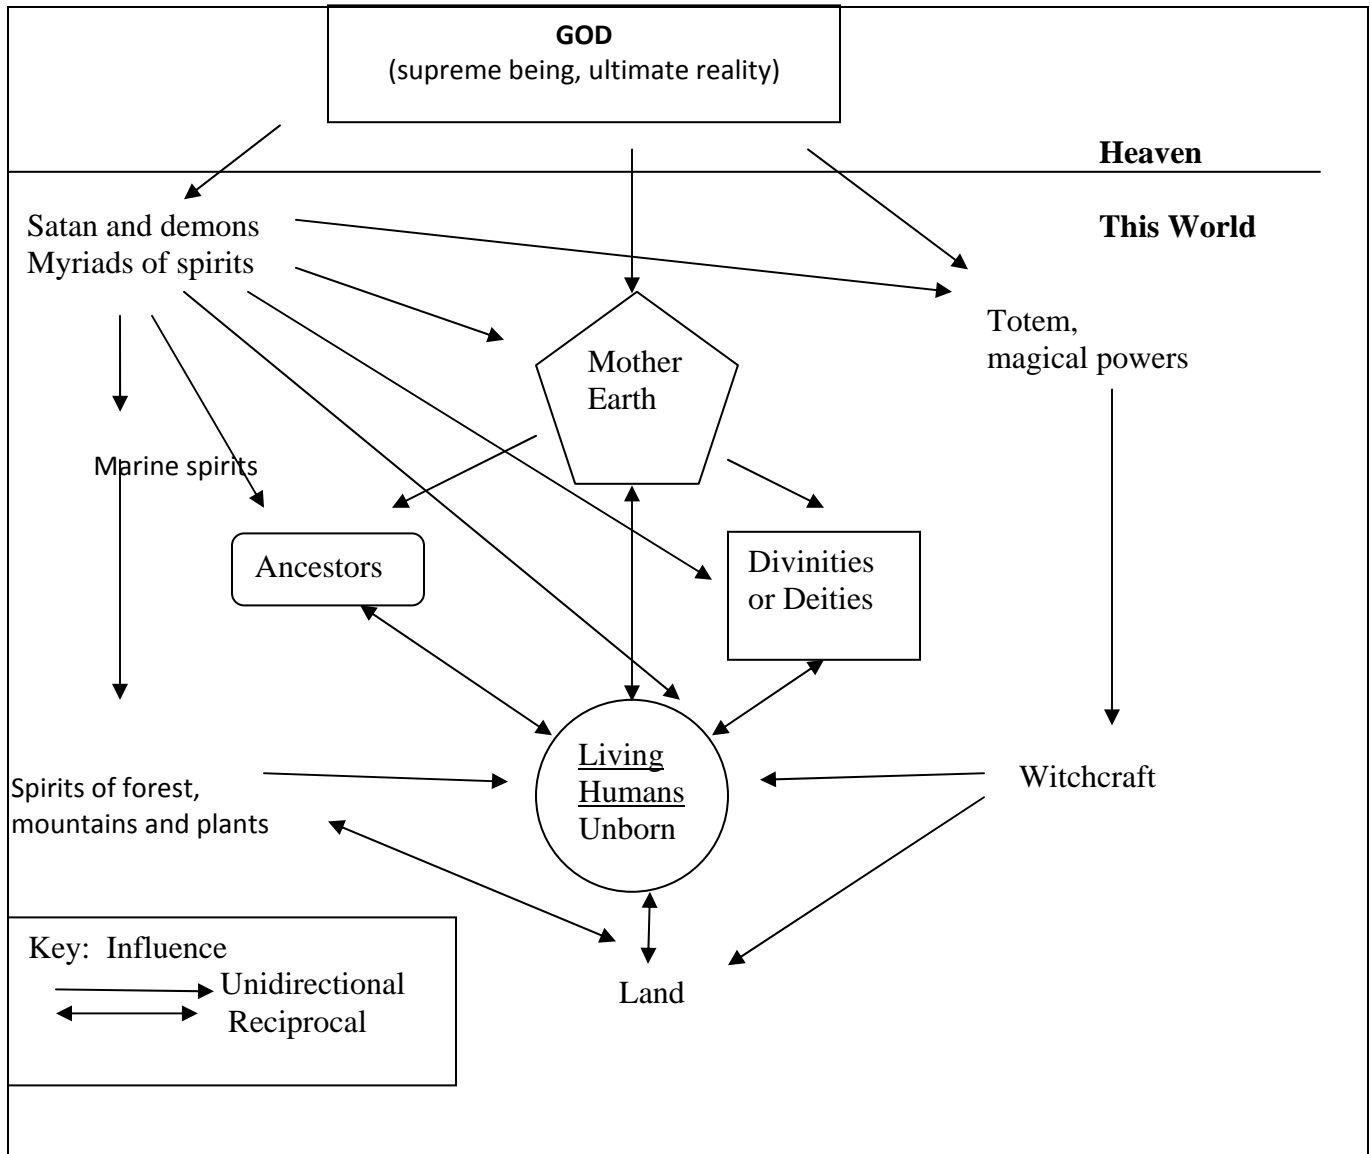 GOD
(supreme being, ultimate reality)
Heaven
Satan and demons
Myriads of spirits
This World
Totem,
magical powers
Mother
Earth
Marine spirits
Ancestors
Divinities
or Deities
Living
Humans
Unborn
Witchcraft
Spirits of forest,
mountains and plants
Land
Key: Influence
Unidirectional
Reciprocal